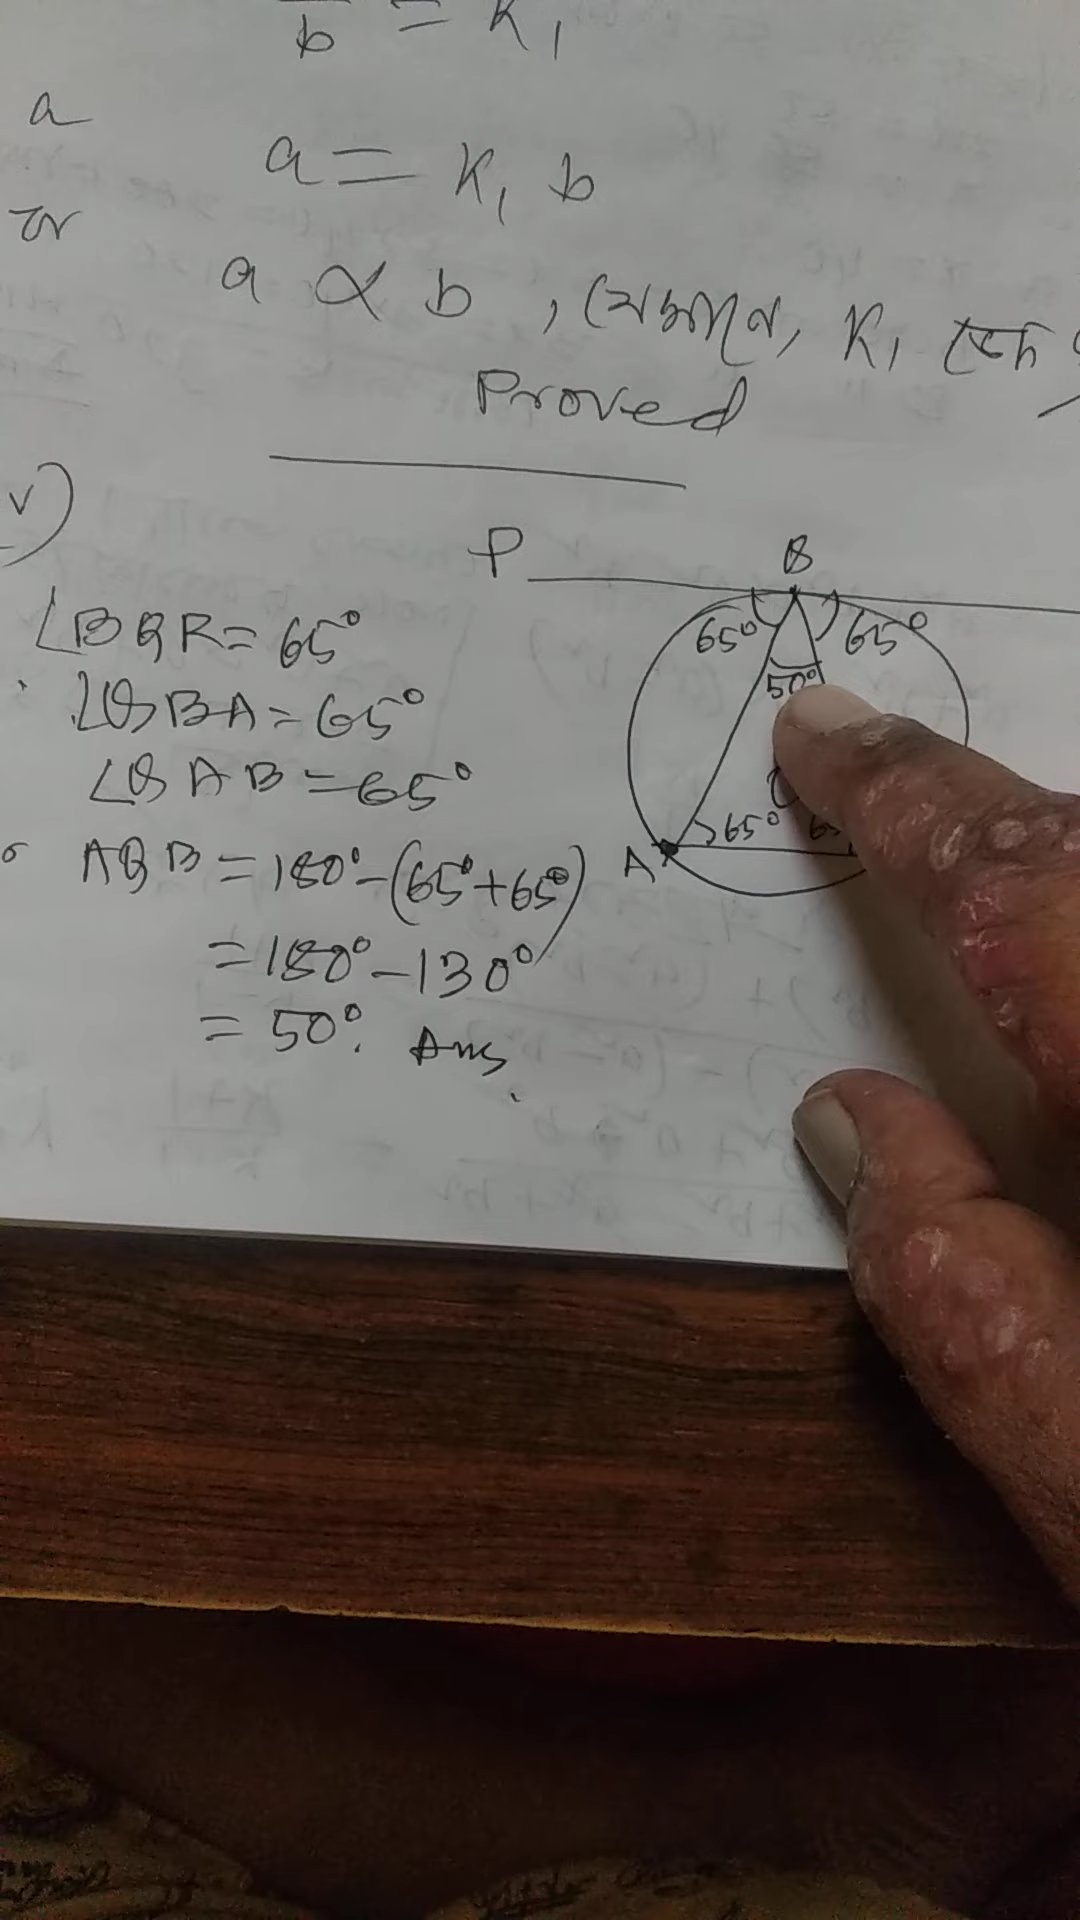 b = K₁
a
a = K₁ b
or
a ∝ b , যেখানে, K₁
Proved
v)
P
B
∠BQR = 65°
65° 65°
∠QBA = 65°
50°
∠QAB = 65°
65°
AQB = 180° - (65° + 65°)
A
= 180° - 130°
= 50°. Ans.